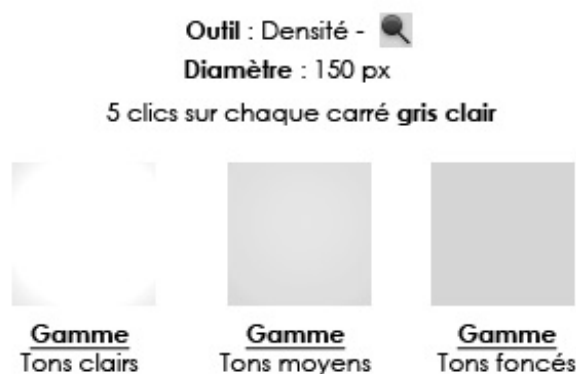 Outil : Densité -
Diamètre : 150 px
5 clics sur chaque carré gris clair
Gamme
Tons clairs
Gamme
Tons moyens
Gamme
Tons foncés